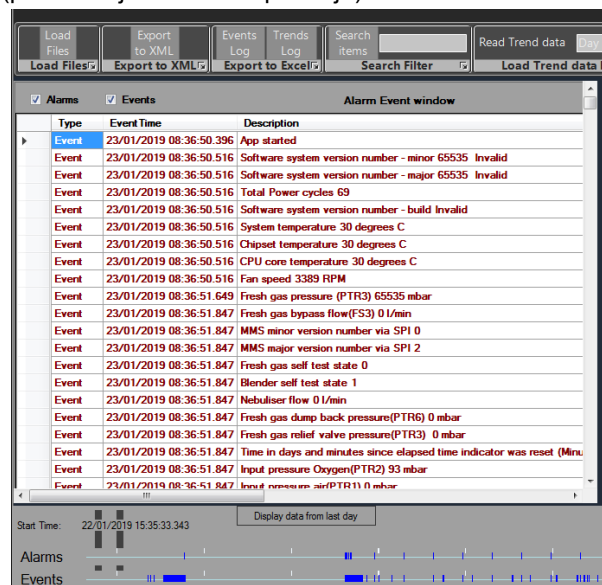 Load Files
Export to XML
Events Log
Trends Log
Search items
Read Trend data
Day
Load Files
Export to XML
Export to Excel
Search Filter
Load Trend data
Alarms
Events
Alarm Event window
Type EventTime Description
Event 23/01/2019 08:36:50.396 App started
Event 23/01/2019 08:36:50.516 Software system version number - minor 65535 Invalid
Event 23/01/2019 08:36:50.516 Software system version number - major 65535 Invalid
Event 23/01/2019 08:36:50.516 Total Power cycles 69
Event 23/01/2019 08:36:50.516 Software system version number - build Invalid
Event 23/01/2019 08:36:50.516 System temperature 30 degrees C
Event 23/01/2019 08:36:50.516 Chipset temperature 30 degrees C
Event 23/01/2019 08:36:50.516 CPU core temperature 30 degrees C
Event 23/01/2019 08:36:50.516 Fan speed 3389 RPM
Event 23/01/2019 08:36:51.649 Fresh gas pressure (PTR3) 65535 mbar
Event 23/01/2019 08:36:51.847 Fresh gas bypass flow(FS3) 0 l/min
Event 23/01/2019 08:36:51.847 MMS minor version number via SPI 0
Event 23/01/2019 08:36:51.847 MMS major version number via SPI 2
Event 23/01/2019 08:36:51.847 Fresh gas self test state 0
Event 23/01/2019 08:36:51.847 Blender self test state 1
Event 23/01/2019 08:36:51.847 Nebuliser flow 0 l/min
Event 23/01/2019 08:36:51.847 Fresh gas dump back pressure(PTR6) 0 mbar
Event 23/01/2019 08:36:51.847 Fresh gas relief valve pressure(PTR3) 0 mbar
Event 23/01/2019 08:36:51.847 Time in days and minutes since elapsed time indicator was reset (Minu
Event 23/01/2019 08:36:51.847 Input pressure Oxygen(PTR2) 93 mbar
Event 23/01/2019 08:36:51.847 Input pressure air(PTR1) 0 mbar
Display data from last day
Start Time: 22/01/2019 15:35:33.343
Alarms
Events